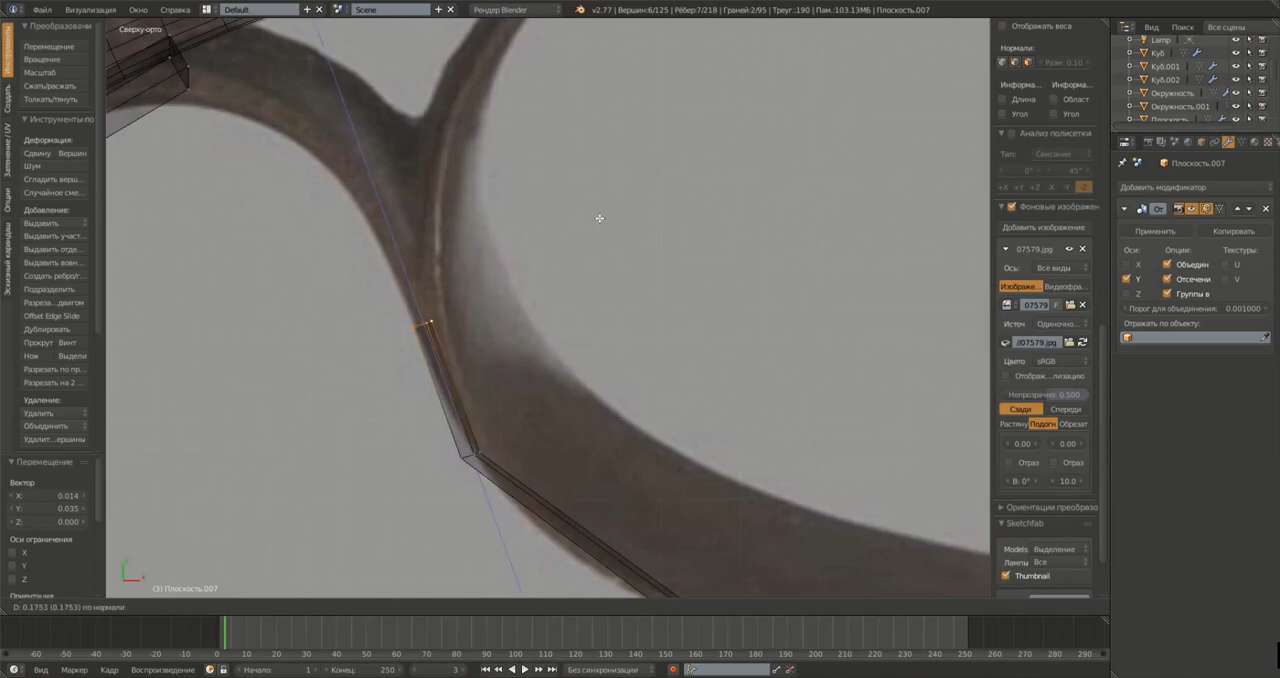 Файл
Визуализация
Окно
Справка
Default
Scene
Рендер Blender
v2.77 | Вершин:6/125 | Рёбер:7/218 | Граней:2/95 | Треуг.:190 | Пам.:103.13МБ | Плоскость.007
Преобразовани
Перемещение
Вращение
Масштаб
Сжать/расжать
Толкать/тянуть
Инструменты по
Деформация:
Сдвину
Вершин
Шум
Сгладить верш...
Случайное сме...
Добавление:
Выдавить
Выдавить участ...
Выдавить отде...
Выдавить вовн...
Создать ребро/г...
Подразделить
Разреза...двигом
Offset Edge Slide
Дублировать
Прокрут
Винт
Нож
Выдели
Разрезать по пр...
Разрезать на 2 ...
Удаление:
Удалить
Объединить
Удалит...ершины
Перемещение
Вектор
X: 0.014
Y: 0.035
Z: 0.000
Оси ограничения
X
Y
Z
Ориентация
Инструменты
Создать
Затенение / UV
Опции
Эскизный карандаш
Сверху-орто
(3) Плоскость.007
D: 0.1753 (0.1753) по нормали
Отображать веса
Нормали:
Разм: 0.10
Информа...
Информа...
Длина
Област
Угол
Угол
Анализ полисетки
Тип:
Свисание
0°
45°
+X
+Y
+Z
-X
-Y
-Z
Фоновые изображен
Добавить изображение
07579.jpg
Ось:
Все виды
Изображе...
Видеофра...
07579
F
Источ
Одиночно...
//07579.jpg
Цвето
sRGB
Отображ...лизацию
Непрозрачно: 0.500
Сзади
Спереди
Растяну
Подогн
Обрезат
0.00
0.00
Отраз
Отраз
В: 0°
10.0
Ориентации преобразо
Sketchfab
Models:
Выделение
Лампы
Все
Thumbnail
Вид
Поиск
Все сцены
Lamp
Куб
Куб.001
Куб.002
Окружность
Окружность.001
Плоскость
Плоскость.007
Добавить модификатор
От
Применить
Копировать
Оси:
Опции:
Текстуры:
X
Объедин
U
Y
Отсечени
V
Z
Группы в
Порог для объединения: 0.001000
Отражать по объекту:
-60 -50 -40 -30 -20 -10 0 10 20 30 40 50 60 70 80 90 100 110 120 130 140 150 160 170 180 190 200 210 220 230 240 250 260 270 280 290
Вид
Маркер
Кадр
Воспроизведение
Начало: 1
Конец: 250
3
Без синхронизации